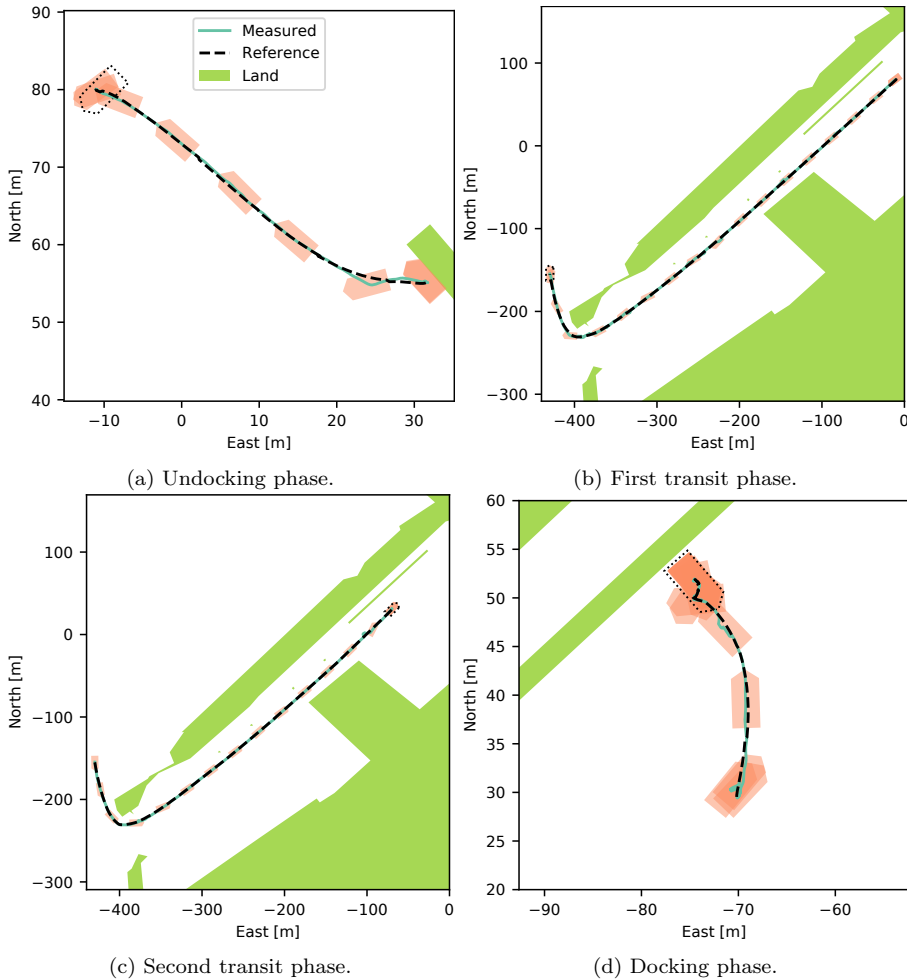 90
80
70
60
50
40
North [m]
Measured
Reference
Land
−10
0
10
20
30
East [m]
(a) Undocking phase.
100
0
−100
−200
−300
North [m]
−400
−300
−200
−100
0
East [m]
(b) First transit phase.
100
0
−100
−200
−300
North [m]
−400
−300
−200
−100
0
East [m]
(c) Second transit phase.
60
55
50
45
40
35
30
25
20
North [m]
−90
−80
−70
−60
East [m]
(d) Docking phase.